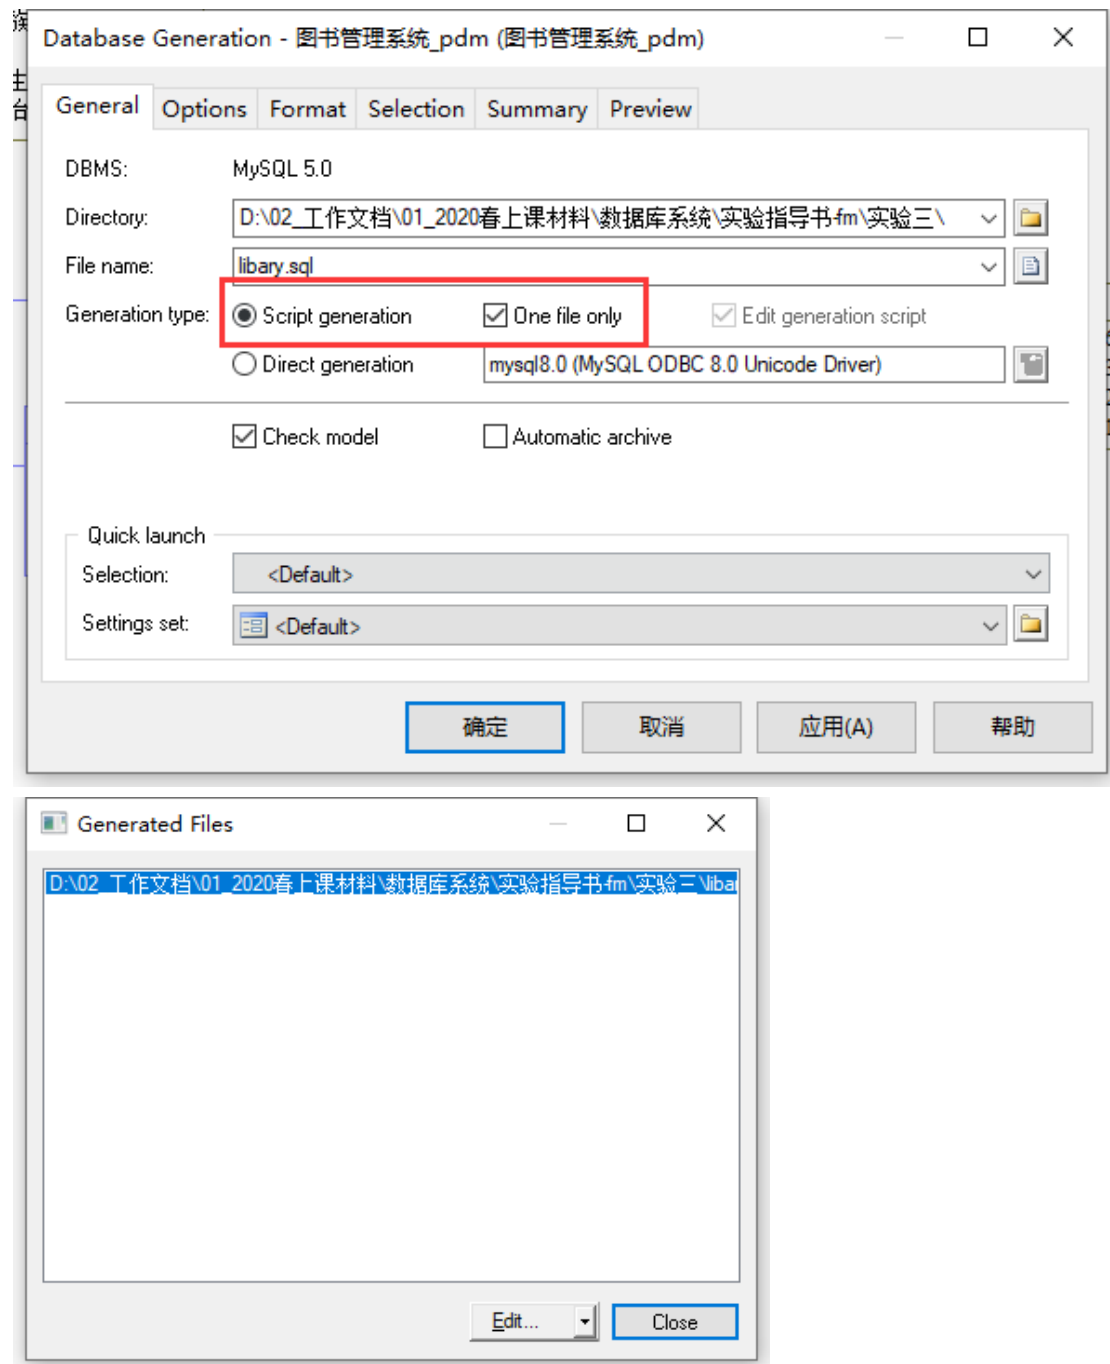 Database Generation - 图书管理系统_pdm (图书管理系统_pdm)
General Options Format Selection Summary Preview
DBMS: MySQL 5.0
Directory: D:\02_工作文档\01_2020春上课材料\数据库系统\实验指导书-fm\实验三\
File name: libary.sql
Generation type: Script generation One file only Edit generation script
Direct generation mysql8.0 (MySQL ODBC 8.0 Unicode Driver)
Check model Automatic archive
Quick launch
Selection: <Default>
Settings set: <Default>
确定 取消 应用(A) 帮助
Generated Files
D:\02_工作文档\01_2020春上课材料\数据库系统\实验指导书-fm\实验三\libar
Edit... Close